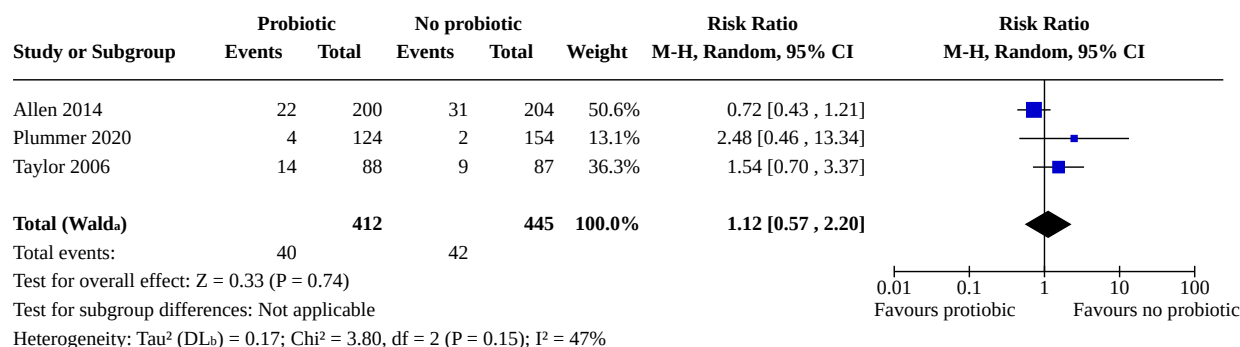 Probiotic No probiotic Risk Ratio Risk Ratio
Study or Subgroup Events Total Events Total Weight M-H, Random, 95% CI M-H, Random, 95% CI
Allen 2014 22 200 31 204 50.6% 0.72 [0.43 , 1.21]
Plummer 2020 4 124 2 154 13.1% 2.48 [0.46 , 13.34]
Taylor 2006 14 88 9 87 36.3% 1.54 [0.70 , 3.37]
Total (Waldₐ) 412 445 100.0% 1.12 [0.57 , 2.20]
Total events: 40 42
Test for overall effect: Z = 0.33 (P = 0.74)
0.01 0.1 1 10 100
Test for subgroup differences: Not applicable
Favours protiobic Favours no probiotic
Heterogeneity: Tau² (DLb) = 0.17; Chi² = 3.80, df = 2 (P = 0.15); I² = 47%